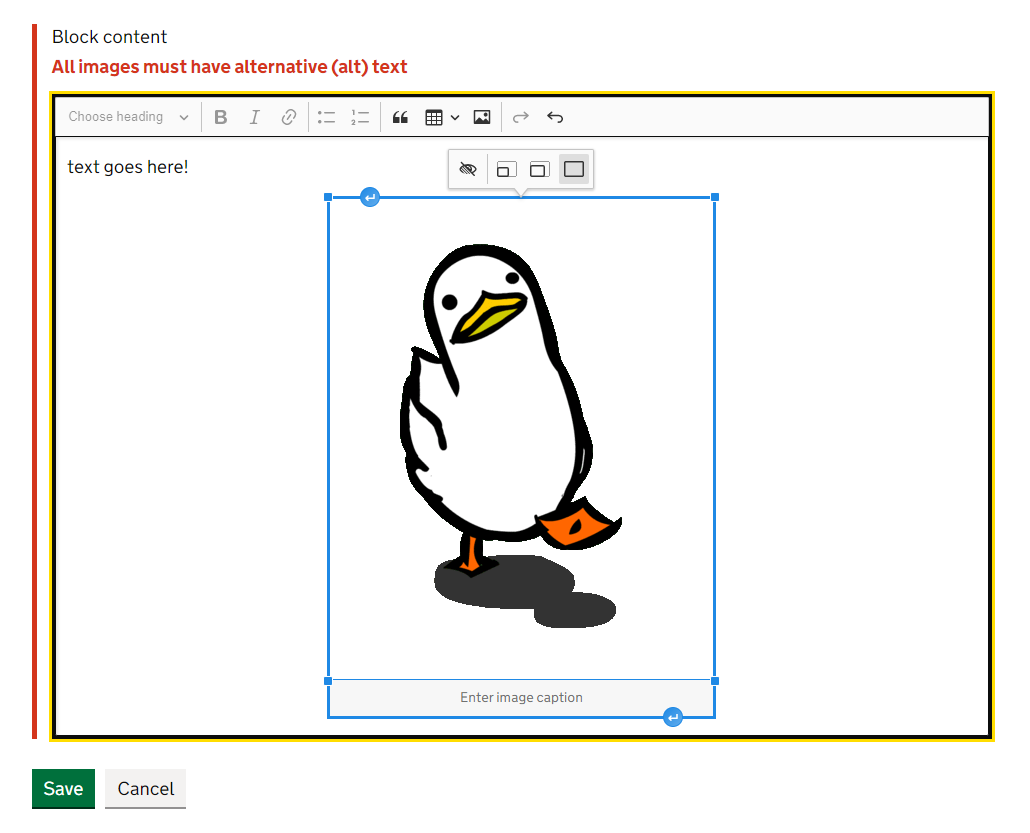 Block content
All images must have alternative (alt) text
Choose heading
B I
text goes here!
Enter image caption
Save Cancel